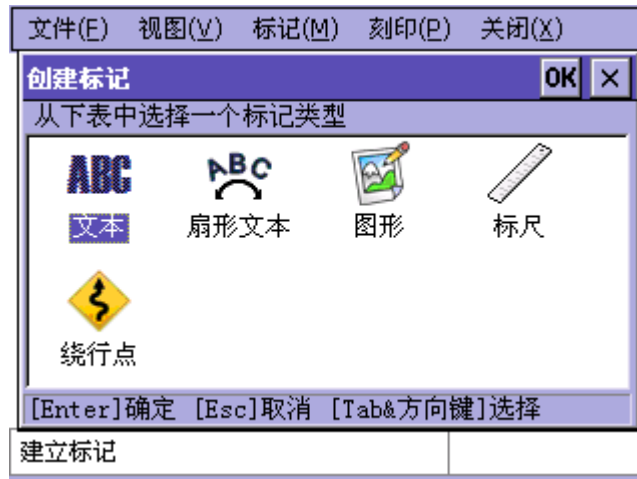 文件(F) 视图(V) 标记(M) 刻印(P) 关闭(X)
创建标记 OK ×
从下表中选择一个标记类型
ABC ABC
文本 扇形文本 图形 标尺
绕行点
[Enter]确定 [Esc]取消 [Tab&方向键]选择
建立标记